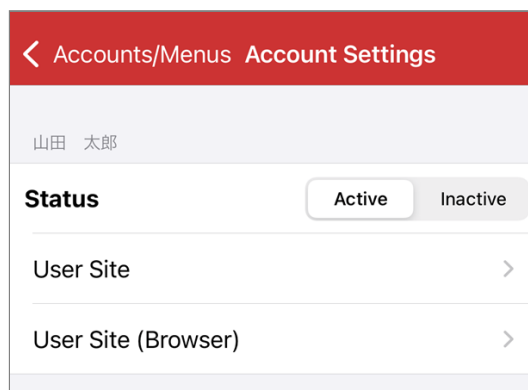 Accounts/Menus Account Settings
山田　太郎
Status Active Inactive
User Site
User Site (Browser)